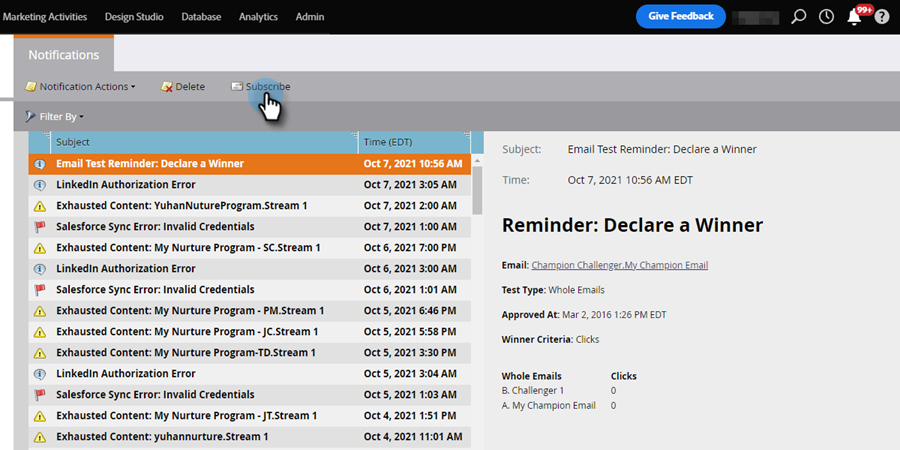 Marketing Activities Design Studio Database Analytics Admin Give Feedback 99+ ?
Notifications
Notification Actions Delete Subscribe
Filter By
Subject Time (EDT)
Email Test Reminder: Declare a Winner Oct 7, 2021 10:56 AM
LinkedIn Authorization Error Oct 7, 2021 3:05 AM
Exhausted Content: YuhanNutureProgram.Stream 1 Oct 7, 2021 2:00 AM
Salesforce Sync Error: Invalid Credentials Oct 7, 2021 1:00 AM
Exhausted Content: My Nurture Program - SC.Stream 1 Oct 6, 2021 7:00 PM
LinkedIn Authorization Error Oct 6, 2021 3:00 AM
Salesforce Sync Error: Invalid Credentials Oct 6, 2021 1:01 AM
Exhausted Content: My Nurture Program - PM.Stream 1 Oct 5, 2021 6:46 PM
Exhausted Content: My Nurture Program - JC.Stream 1 Oct 5, 2021 5:58 PM
Exhausted Content: My Nurture Program-TD.Stream 1 Oct 5, 2021 3:30 PM
LinkedIn Authorization Error Oct 5, 2021 3:04 AM
Salesforce Sync Error: Invalid Credentials Oct 5, 2021 1:03 AM
Exhausted Content: My Nurture Program - JT.Stream 1 Oct 4, 2021 1:51 PM
Exhausted Content: yuhannurture.Stream 1 Oct 4, 2021 11:01 AM
Subject: Email Test Reminder: Declare a Winner
Time: Oct 7, 2021 10:56 AM EDT
Reminder: Declare a Winner
Email: Champion Challenger.My Champion Email
Test Type: Whole Emails
Approved At: Mar 2, 2016 1:26 PM EDT
Winner Criteria: Clicks
Whole Emails Clicks
B. Challenger 1 0
A. My Champion Email 0